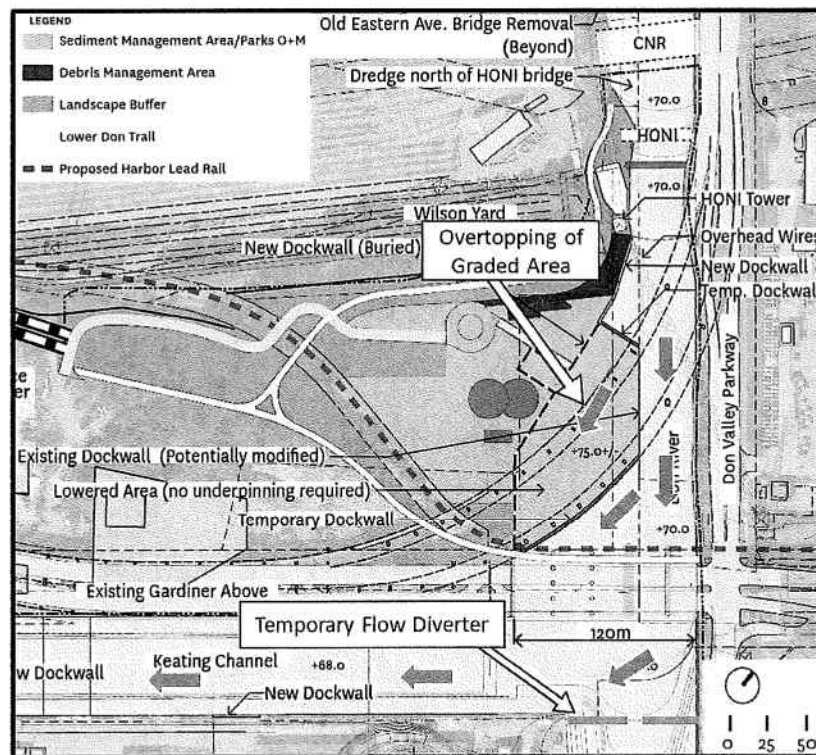 LEGEND
Sediment Management Area/Parks O+M
Debris Management Area
Landscape Buffer
Lower Don Trail
Proposed Harbor Lead Rail
Old Eastern Ave. Bridge Removal
(Beyond)
CNR
Dredge north of HONI bridge
+70.0
8
HONI
+70.0
HONI Tower
Wilson Yard
Overhead Wires
New Dockwall (Buried)
Overtopping of
Graded Area
New Dockwall
Temp. Dockwal
Don Valley Parkway
Existing Dockwall (Potentially modified)
+75.0+/-
Lowered Area (no underpinning required)
River
Temporary Dockwall
+70.0
Existing Gardiner Above
Temporary Flow Diverter
120m
Keating Channel
+68.0
w Dockwall
New Dockwall
0 25 50